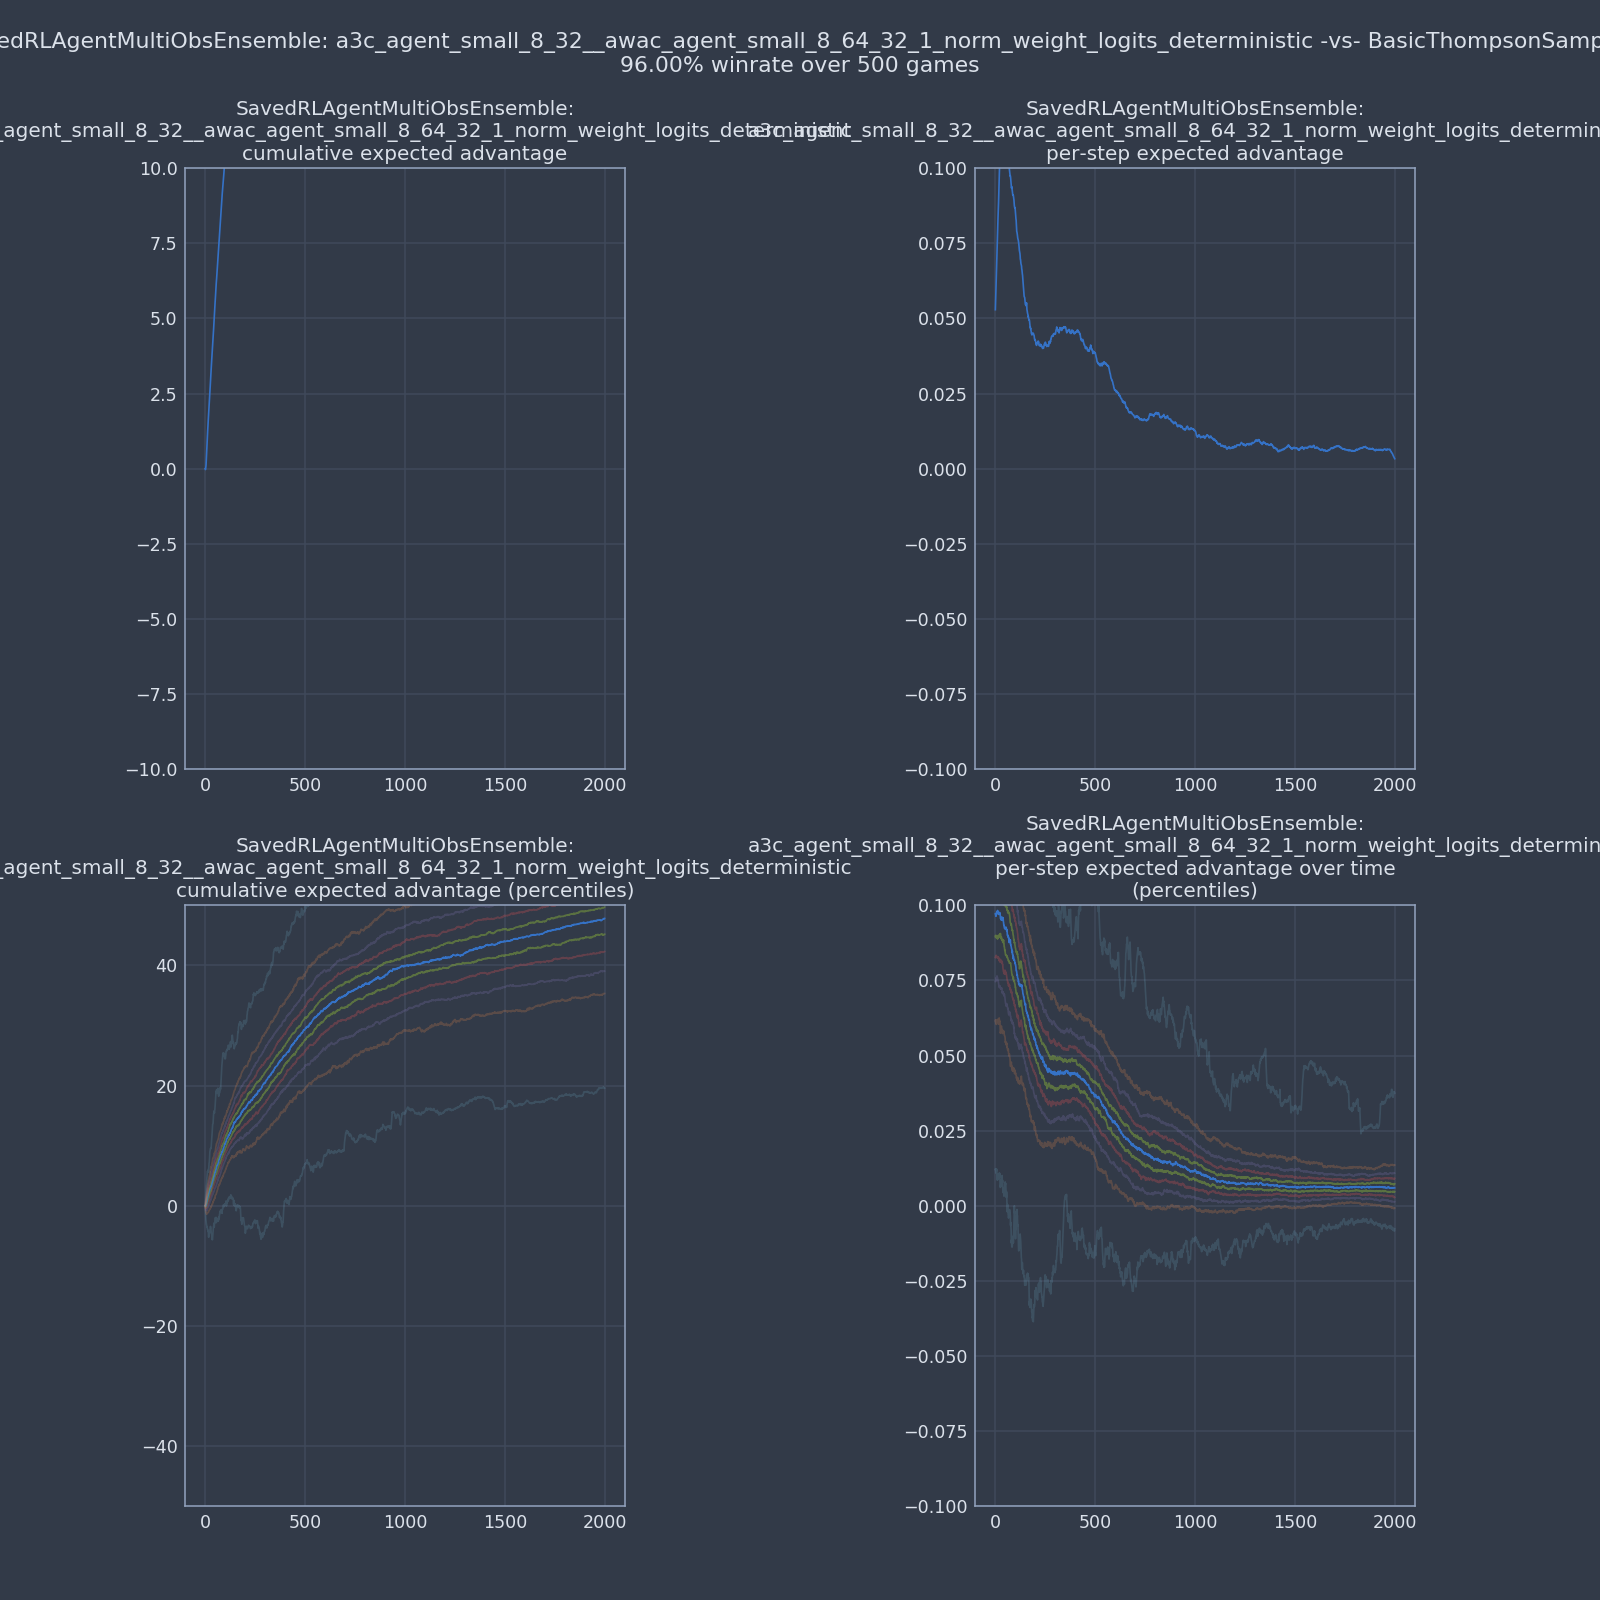 edRLAgentMultiObsEnsemble: a3c_agent_small_8_32__awac_agent_small_8_64_32_1_norm_weight_logits_deterministic -vs- BasicThompsonSamp
96.00% winrate over 500 games
SavedRLAgentMultiObsEnsemble:
_agent_small_8_32__awac_agent_small_8_64_32_1_norm_weight_logits_deterministic
cumulative expected advantage
10.0
7.5
5.0
2.5
0.0
−2.5
−5.0
−7.5
−10.0
0 500 1000 1500 2000
SavedRLAgentMultiObsEnsemble:
a3c_agent_small_8_32__awac_agent_small_8_64_32_1_norm_weight_logits_determin
per-step expected advantage
0.100
0.075
0.050
0.025
0.000
−0.025
−0.050
−0.075
−0.100
0 500 1000 1500 2000
SavedRLAgentMultiObsEnsemble:
_agent_small_8_32__awac_agent_small_8_64_32_1_norm_weight_logits_deterministic
cumulative expected advantage (percentiles)
40
20
0
−20
−40
0 500 1000 1500 2000
SavedRLAgentMultiObsEnsemble:
a3c_agent_small_8_32__awac_agent_small_8_64_32_1_norm_weight_logits_determin
per-step expected advantage over time
(percentiles)
0.100
0.075
0.050
0.025
0.000
−0.025
−0.050
−0.075
−0.100
0 500 1000 1500 2000